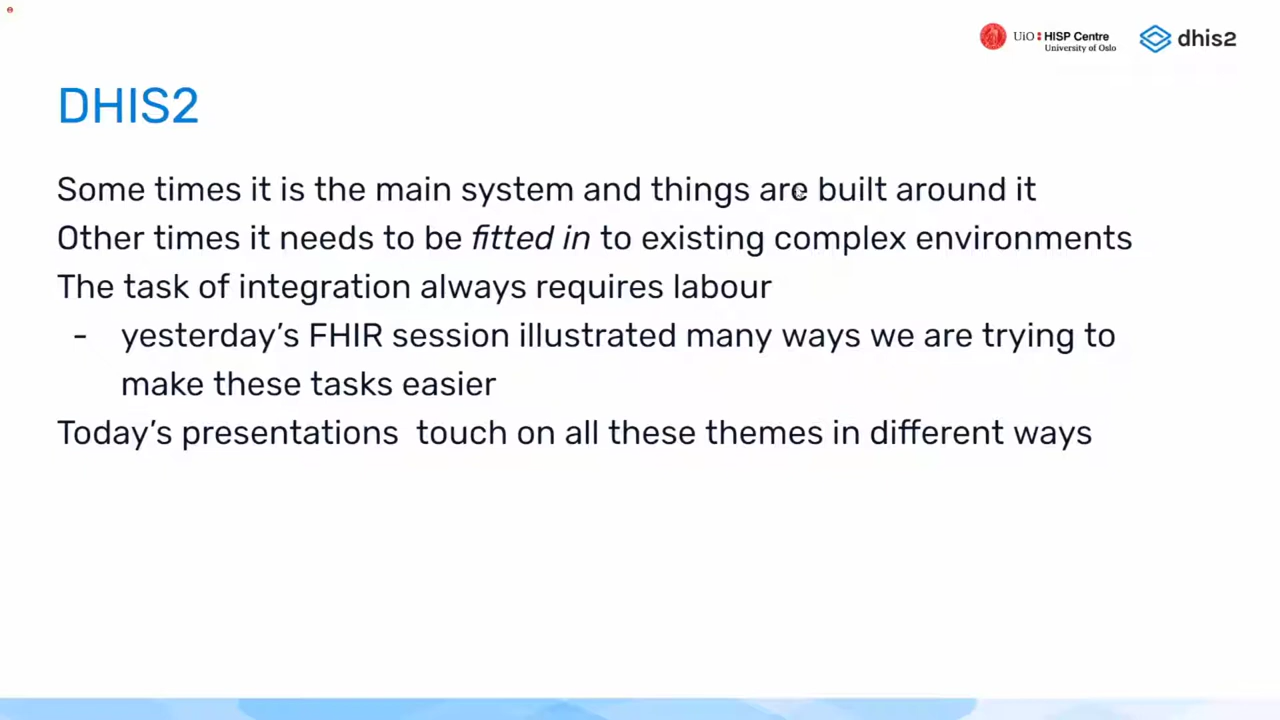 UiO HISP Centre
University of Oslo
dhis2
DHIS2
Some times it is the main system and things are built around it
Other times it needs to be fitted in to existing complex environments
The task of integration always requires labour
- yesterday's FHIR session illustrated many ways we are trying to
make these tasks easier
Today's presentations touch on all these themes in different ways